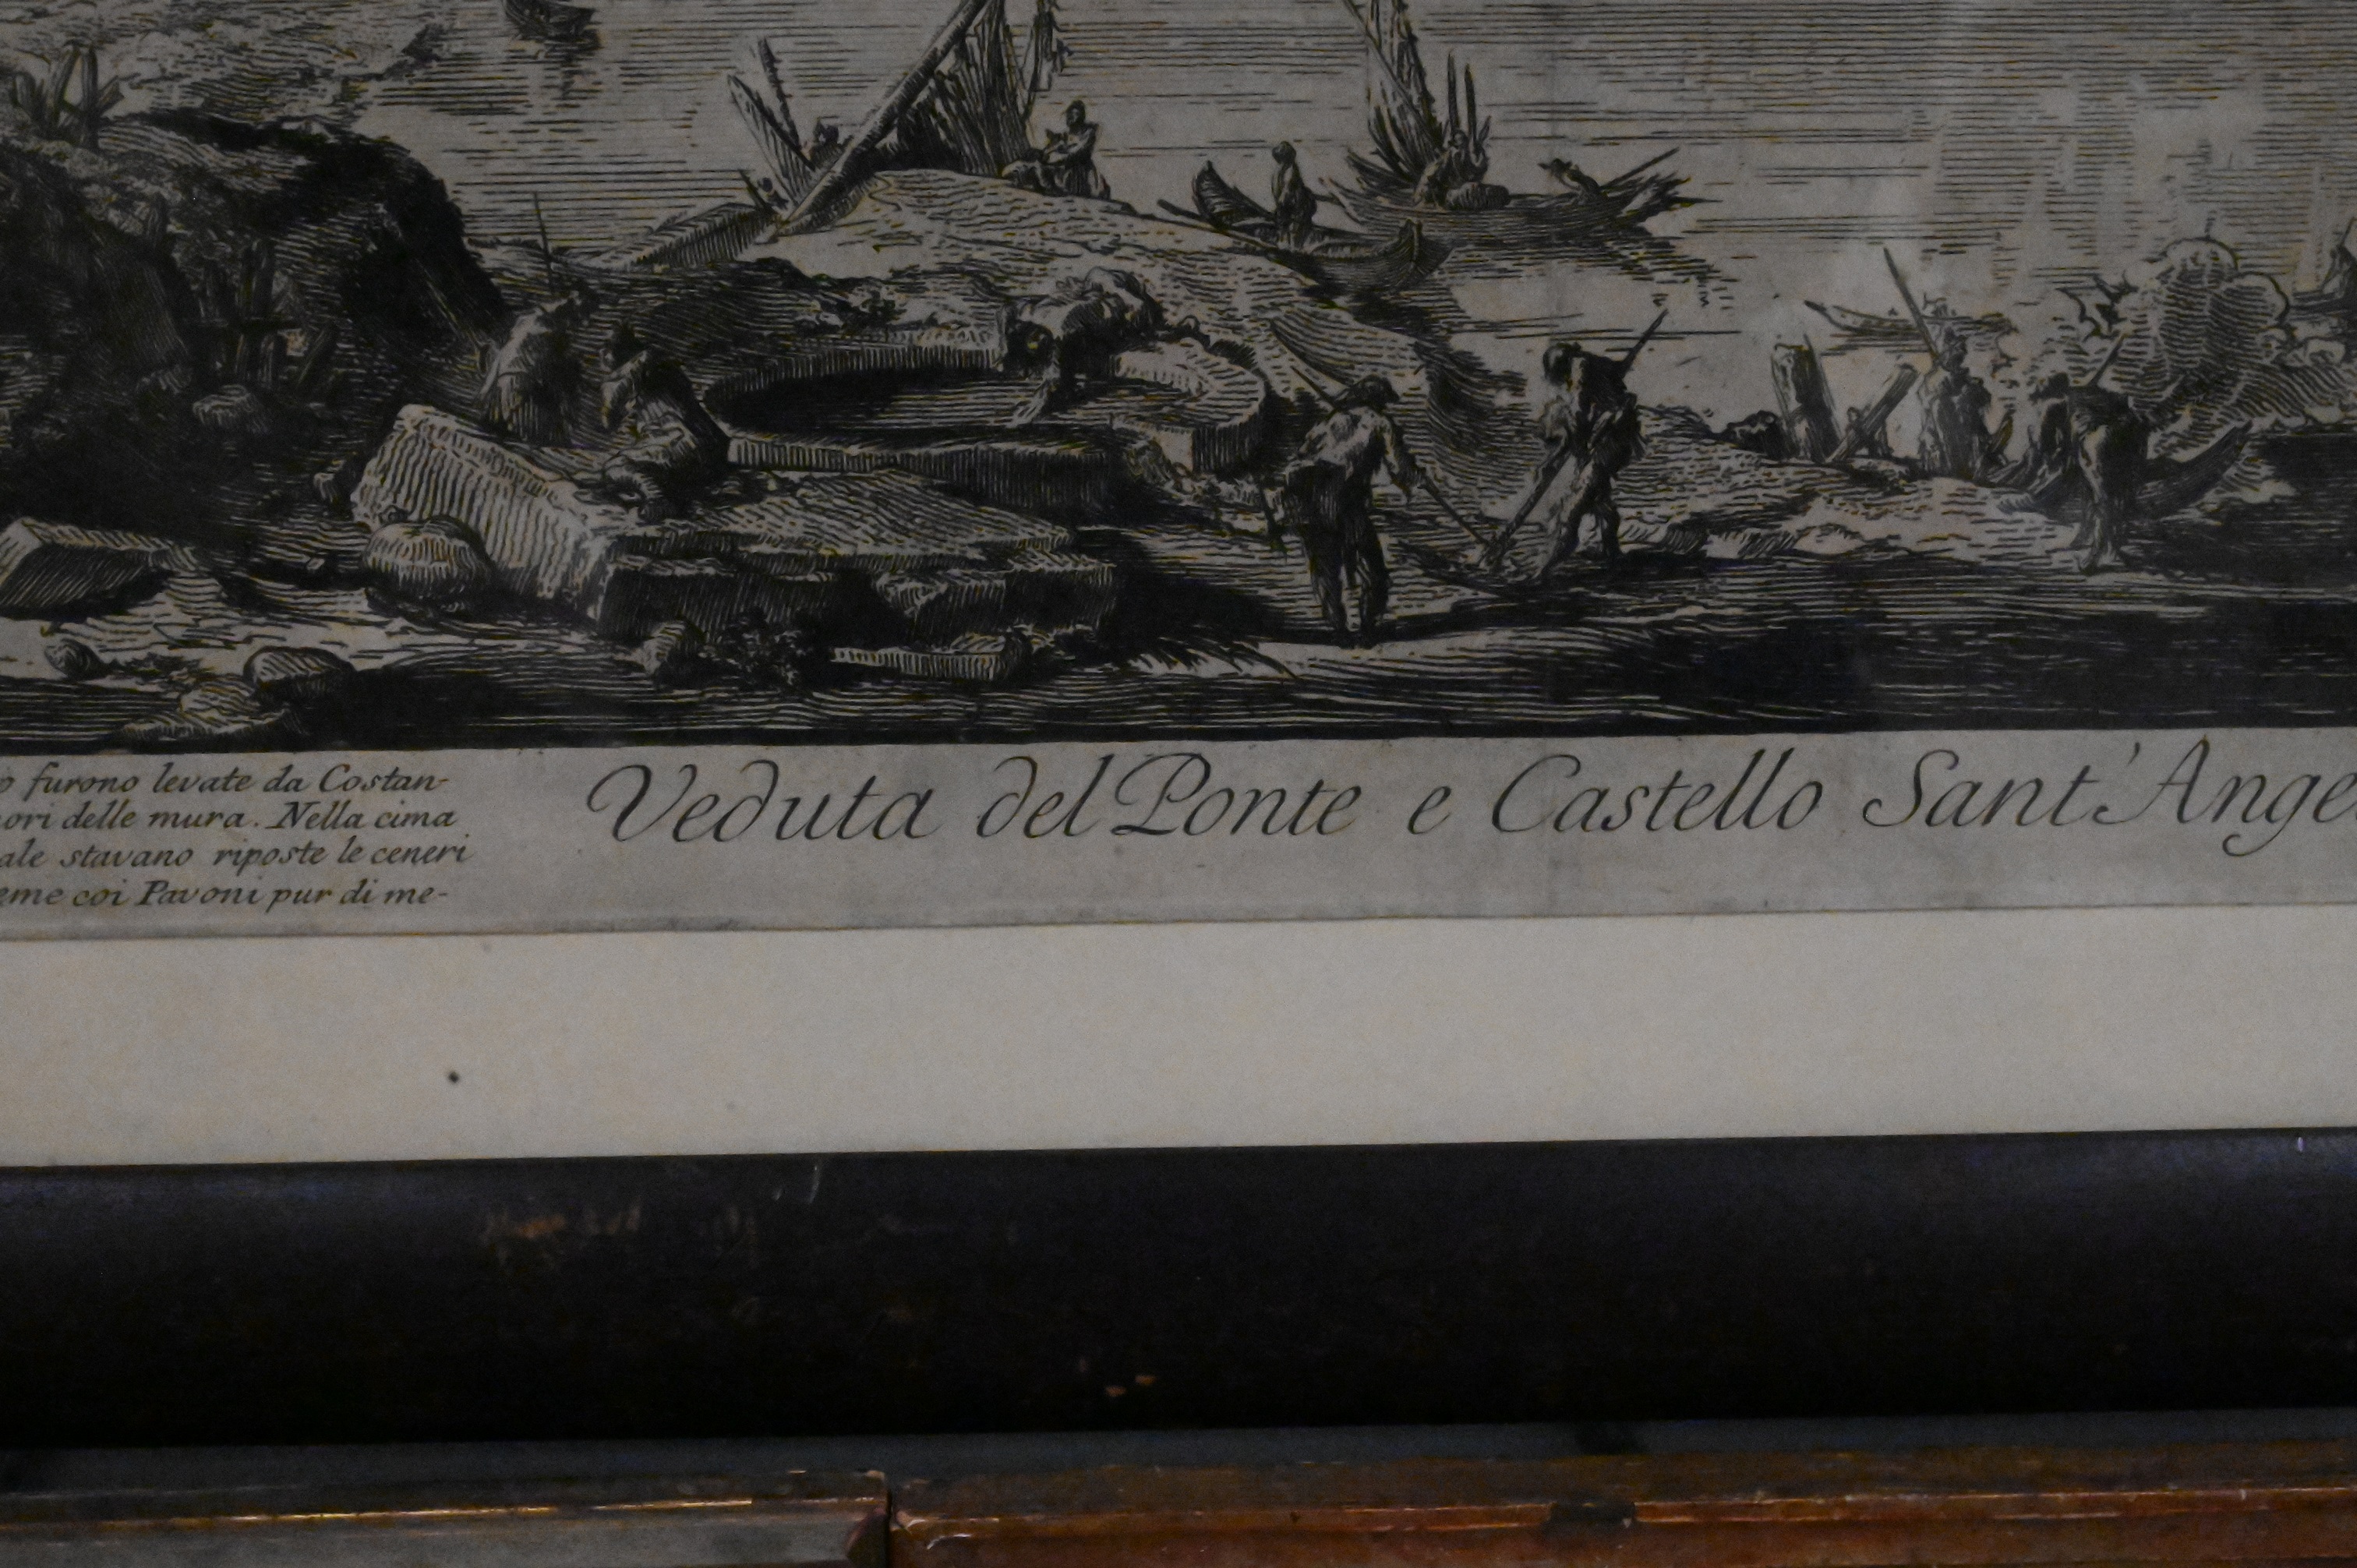 furono levate da Costan-
ori delle mura. Nella cima
ale stavano riposte le ceneri
eme coi Pavoni pur di me-
Veduta del Ponte e Castello Sant'Ange